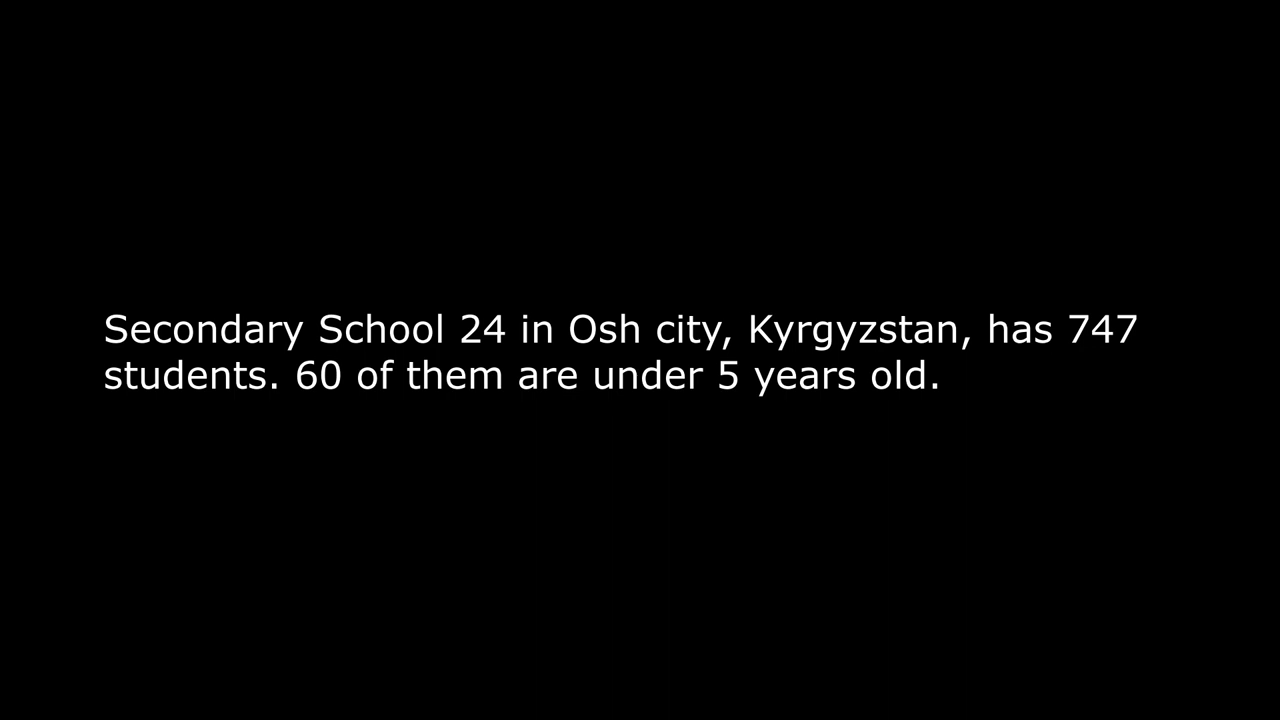 Secondary School 24 in Osh city, Kyrgyzstan, has 747
students. 60 of them are under 5 years old.